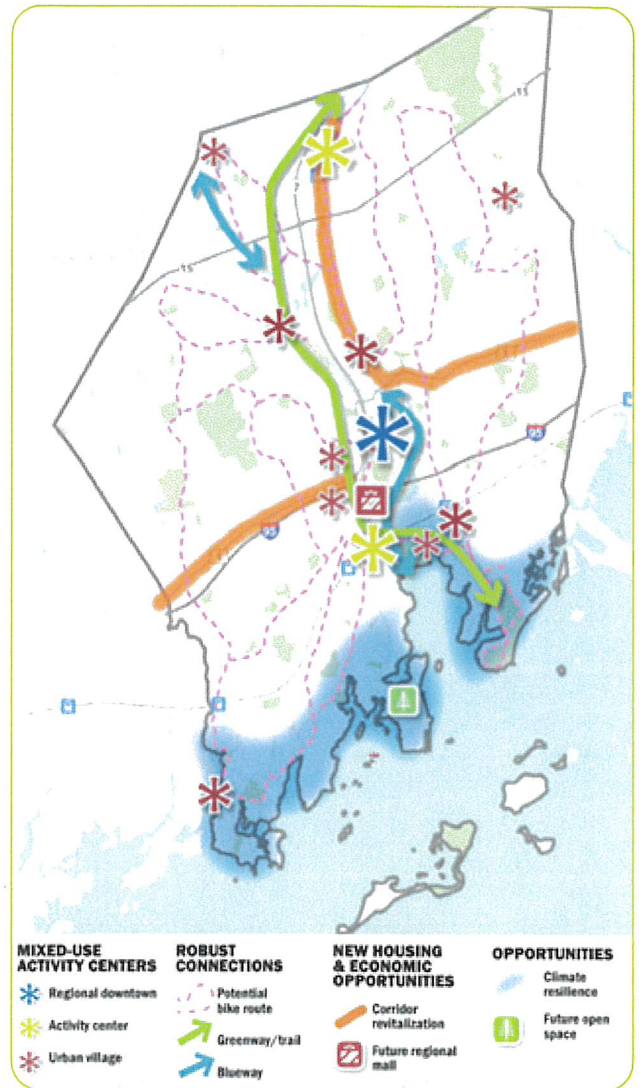 15
15
7
95
95
MIXED-USE
ACTIVITY CENTERS
Regional downtown
Activity center
Urban village
ROBUST
CONNECTIONS
Potential
bike route
Greenway/trail
Blueway
NEW HOUSING
& ECONOMIC
OPPORTUNITIES
Corridor
revitalization
Future regional
mall
OPPORTUNITIES
Climate
resilience
Future open
space